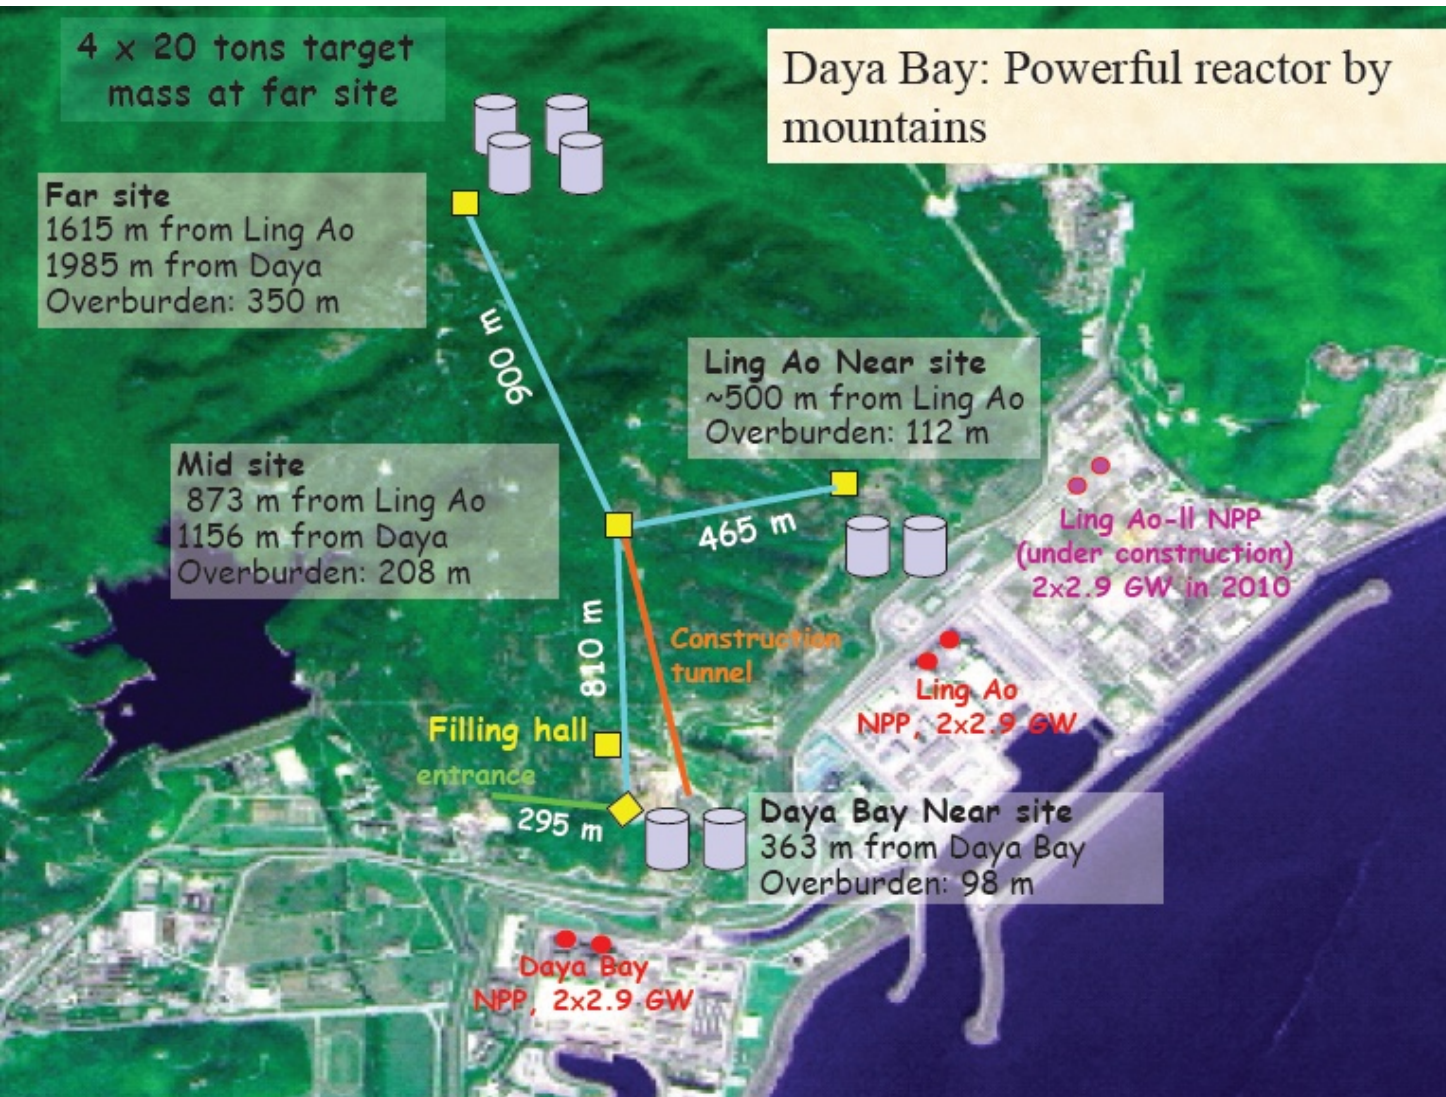 4 x 20 tons target
mass at far site
Daya Bay: Powerful reactor by
mountains
Far site
1615 m from Ling Ao
1985 m from Daya
Overburden: 350 m
900 m
Ling Ao Near site
~500 m from Ling Ao
Overburden: 112 m
Mid site
873 m from Ling Ao
1156 m from Daya
Overburden: 208 m
465 m
Ling Ao-ll NPP
(under construction)
2x2.9 GW in 2010
810 m
Construction
tunnel
Ling Ao
NPP, 2x2.9 GW
Filling hall
entrance
295 m
Daya Bay Near site
363 m from Daya Bay
Overburden: 98 m
Daya Bay
NPP, 2x2.9 GW